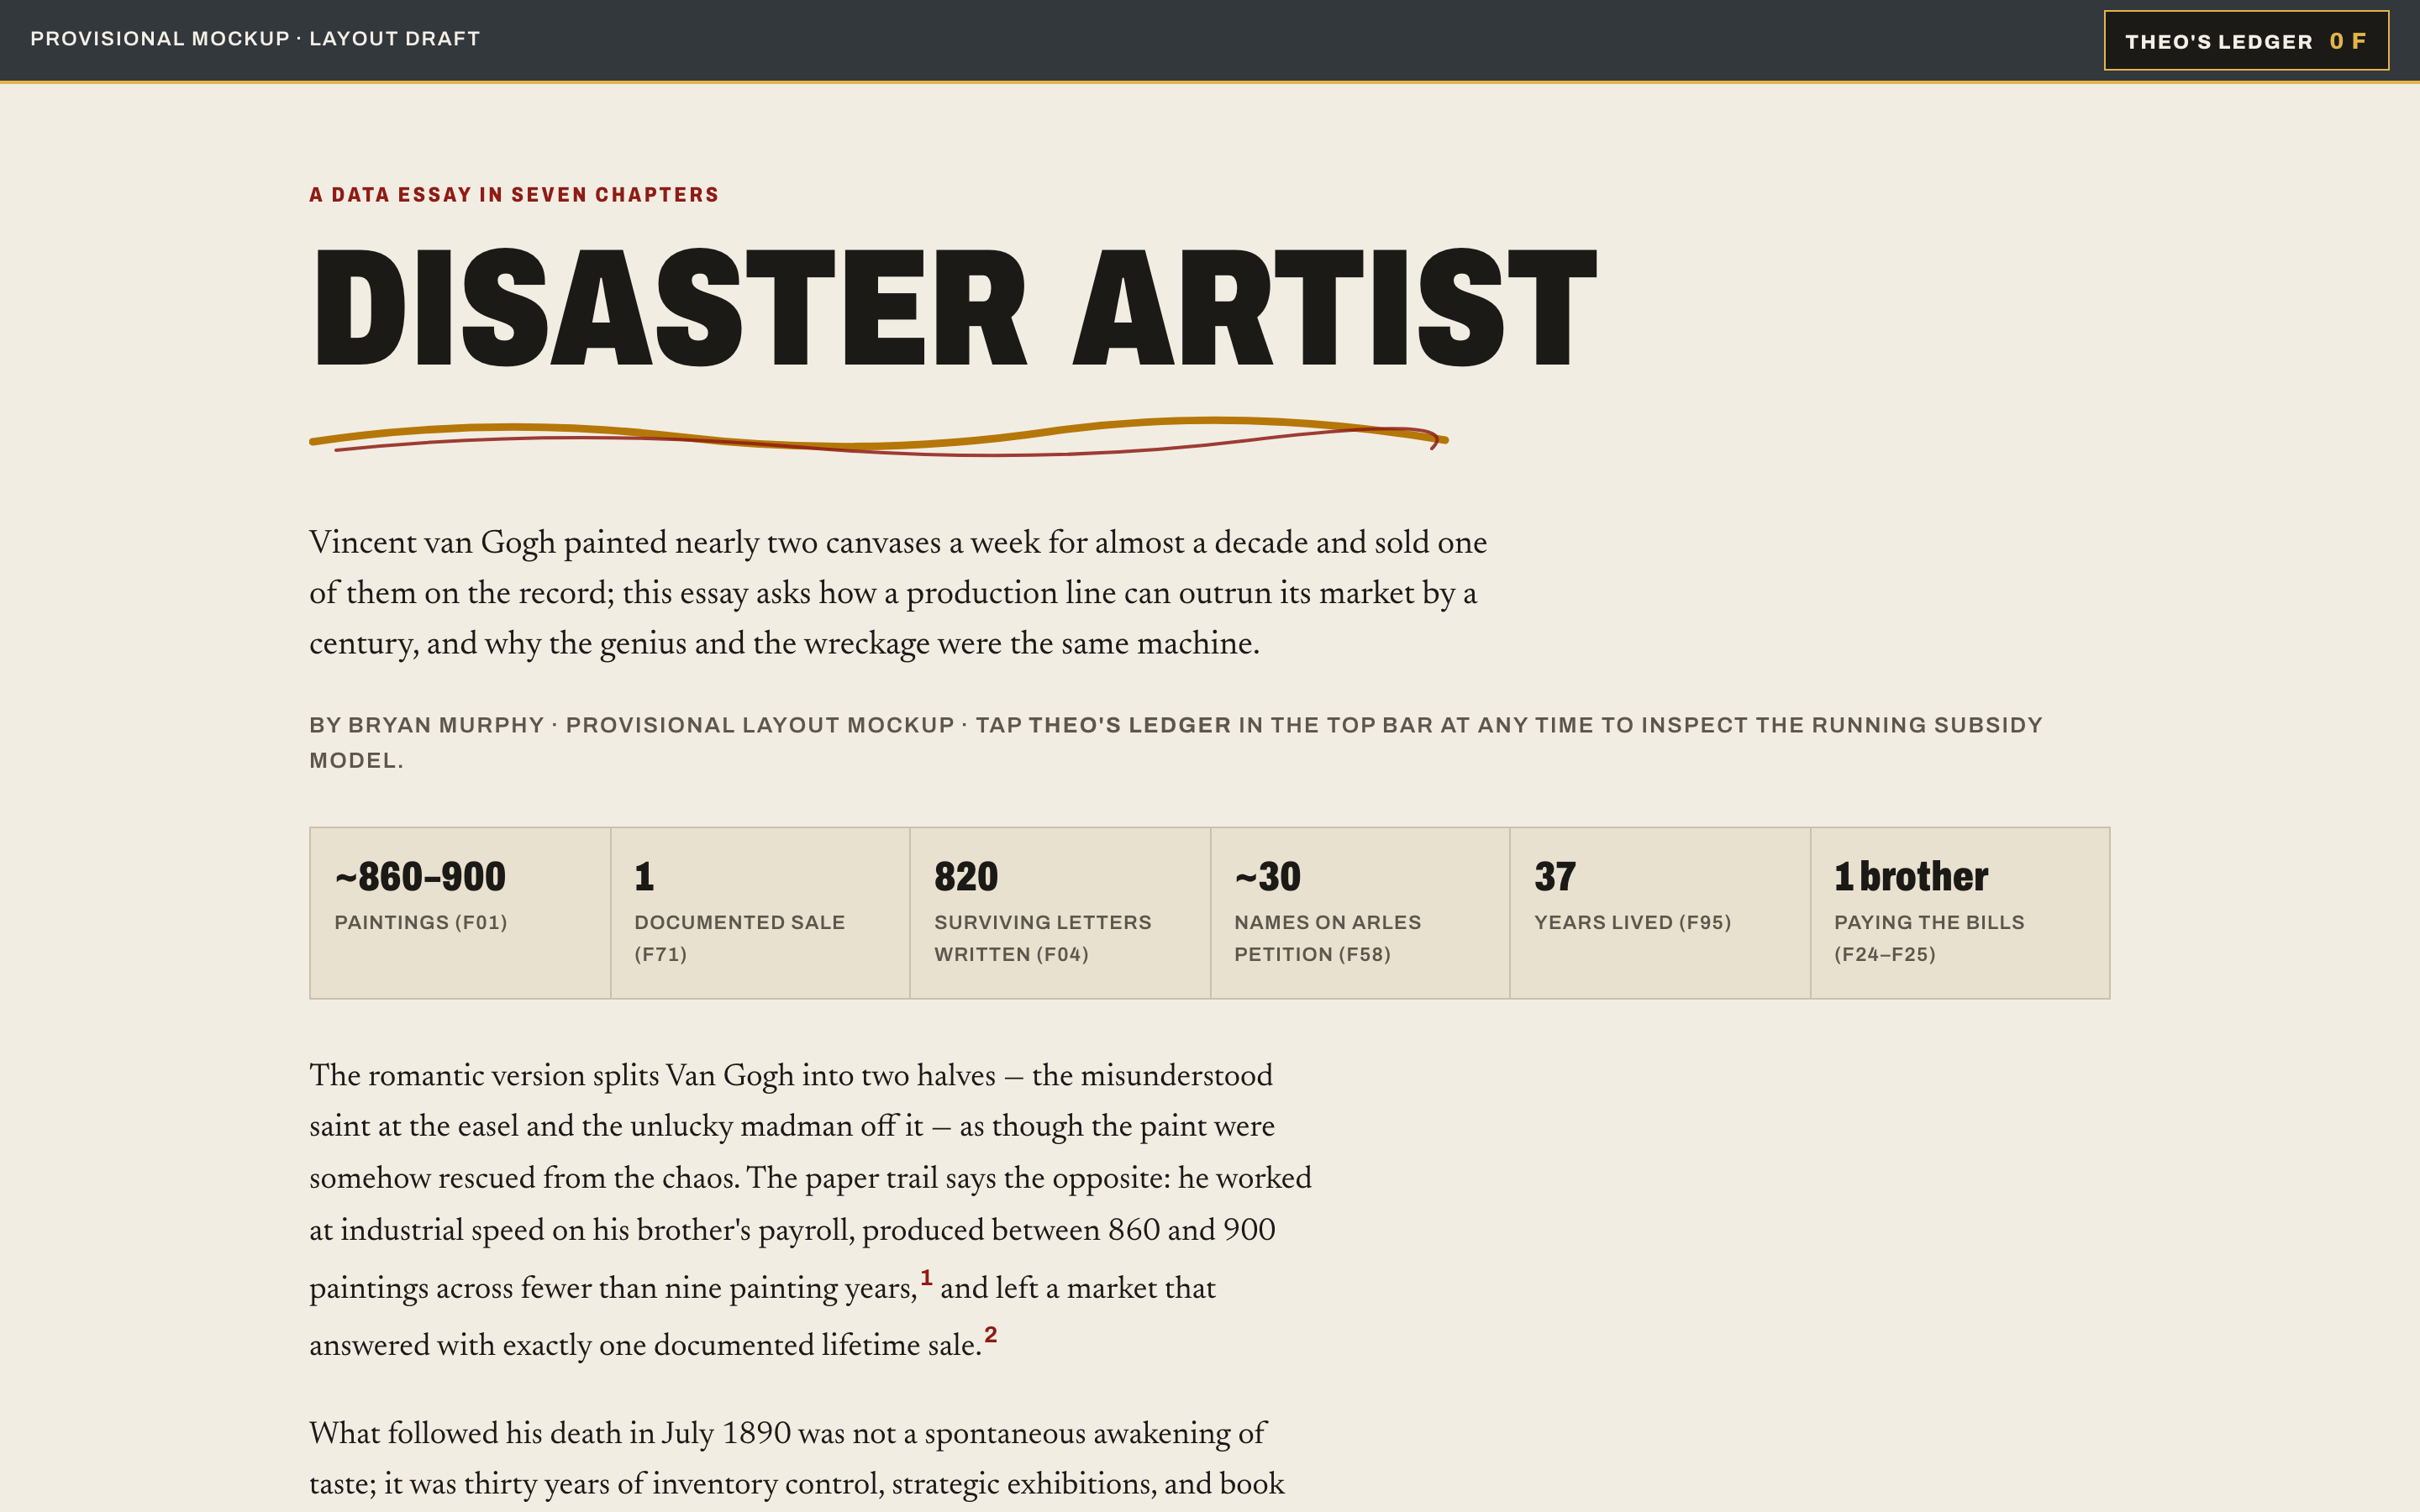 PROVISIONAL MOCKUP · LAYOUT DRAFT
THEO'S LEDGER 0 F
A DATA ESSAY IN SEVEN CHAPTERS
DISASTER ARTIST
Vincent van Gogh painted nearly two canvases a week for almost a decade and sold one
of them on the record; this essay asks how a production line can outrun its market by a
century, and why the genius and the wreckage were the same machine.
BY BRYAN MURPHY · PROVISIONAL LAYOUT MOCKUP · TAP THEO'S LEDGER IN THE TOP BAR AT ANY TIME TO INSPECT THE RUNNING SUBSIDY
MODEL.
~860–900
PAINTINGS (F01)
1
DOCUMENTED SALE
(F71)
820
SURVIVING LETTERS
WRITTEN (F04)
~30
NAMES ON ARLES
PETITION (F58)
37
YEARS LIVED (F95)
1 brother
PAYING THE BILLS
(F24–F25)
The romantic version splits Van Gogh into two halves — the misunderstood
saint at the easel and the unlucky madman off it — as though the paint were
somehow rescued from the chaos. The paper trail says the opposite: he worked
at industrial speed on his brother's payroll, produced between 860 and 900
paintings across fewer than nine painting years,1 and left a market that
answered with exactly one documented lifetime sale.2
What followed his death in July 1890 was not a spontaneous awakening of
taste; it was thirty years of inventory control, strategic exhibitions, and book